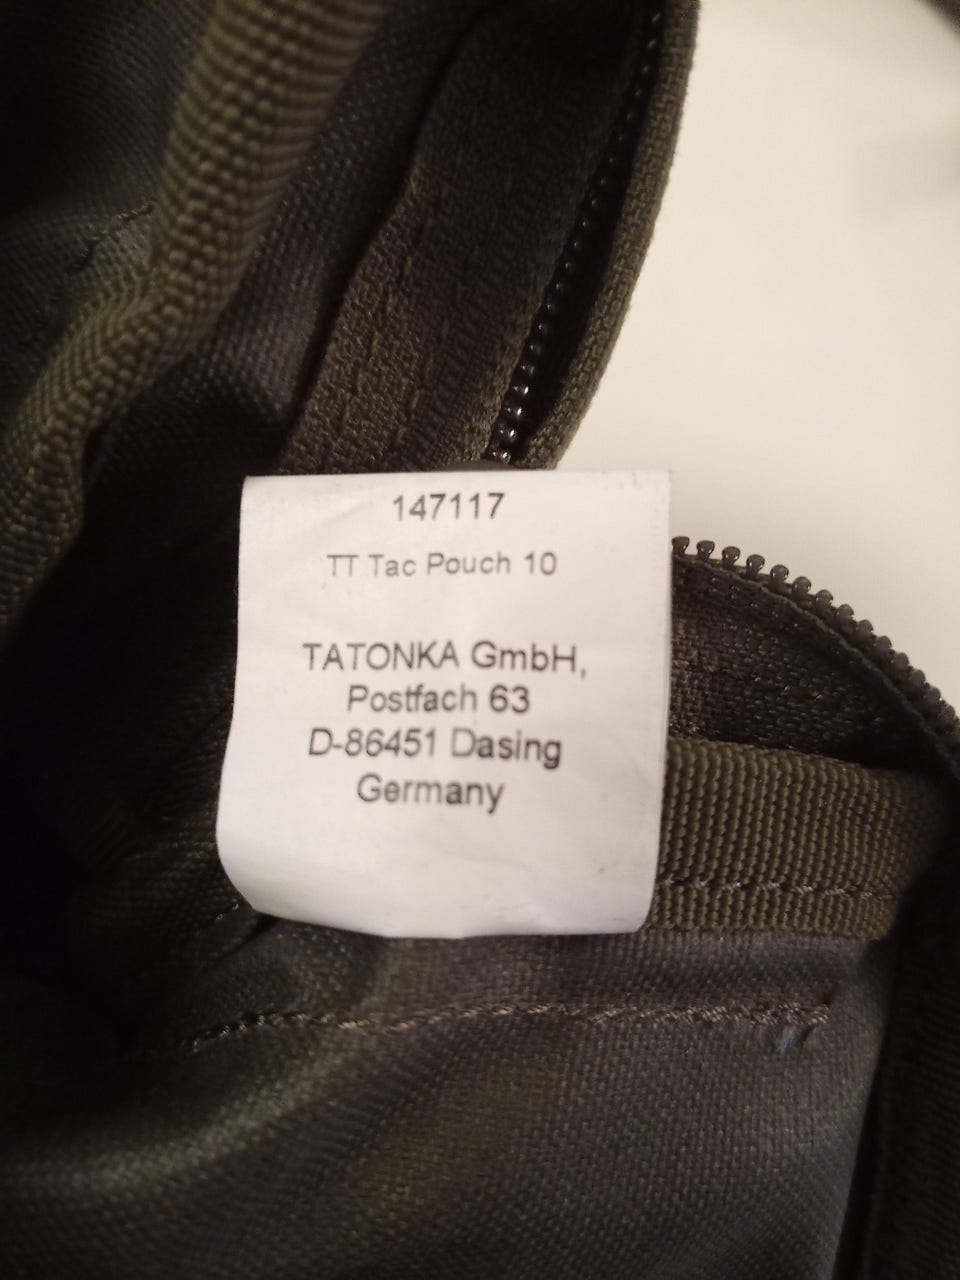 147117
TT Tac Pouch 10
TATONKA GmbH,
Postfach 63
D-86451 Dasing
Germany